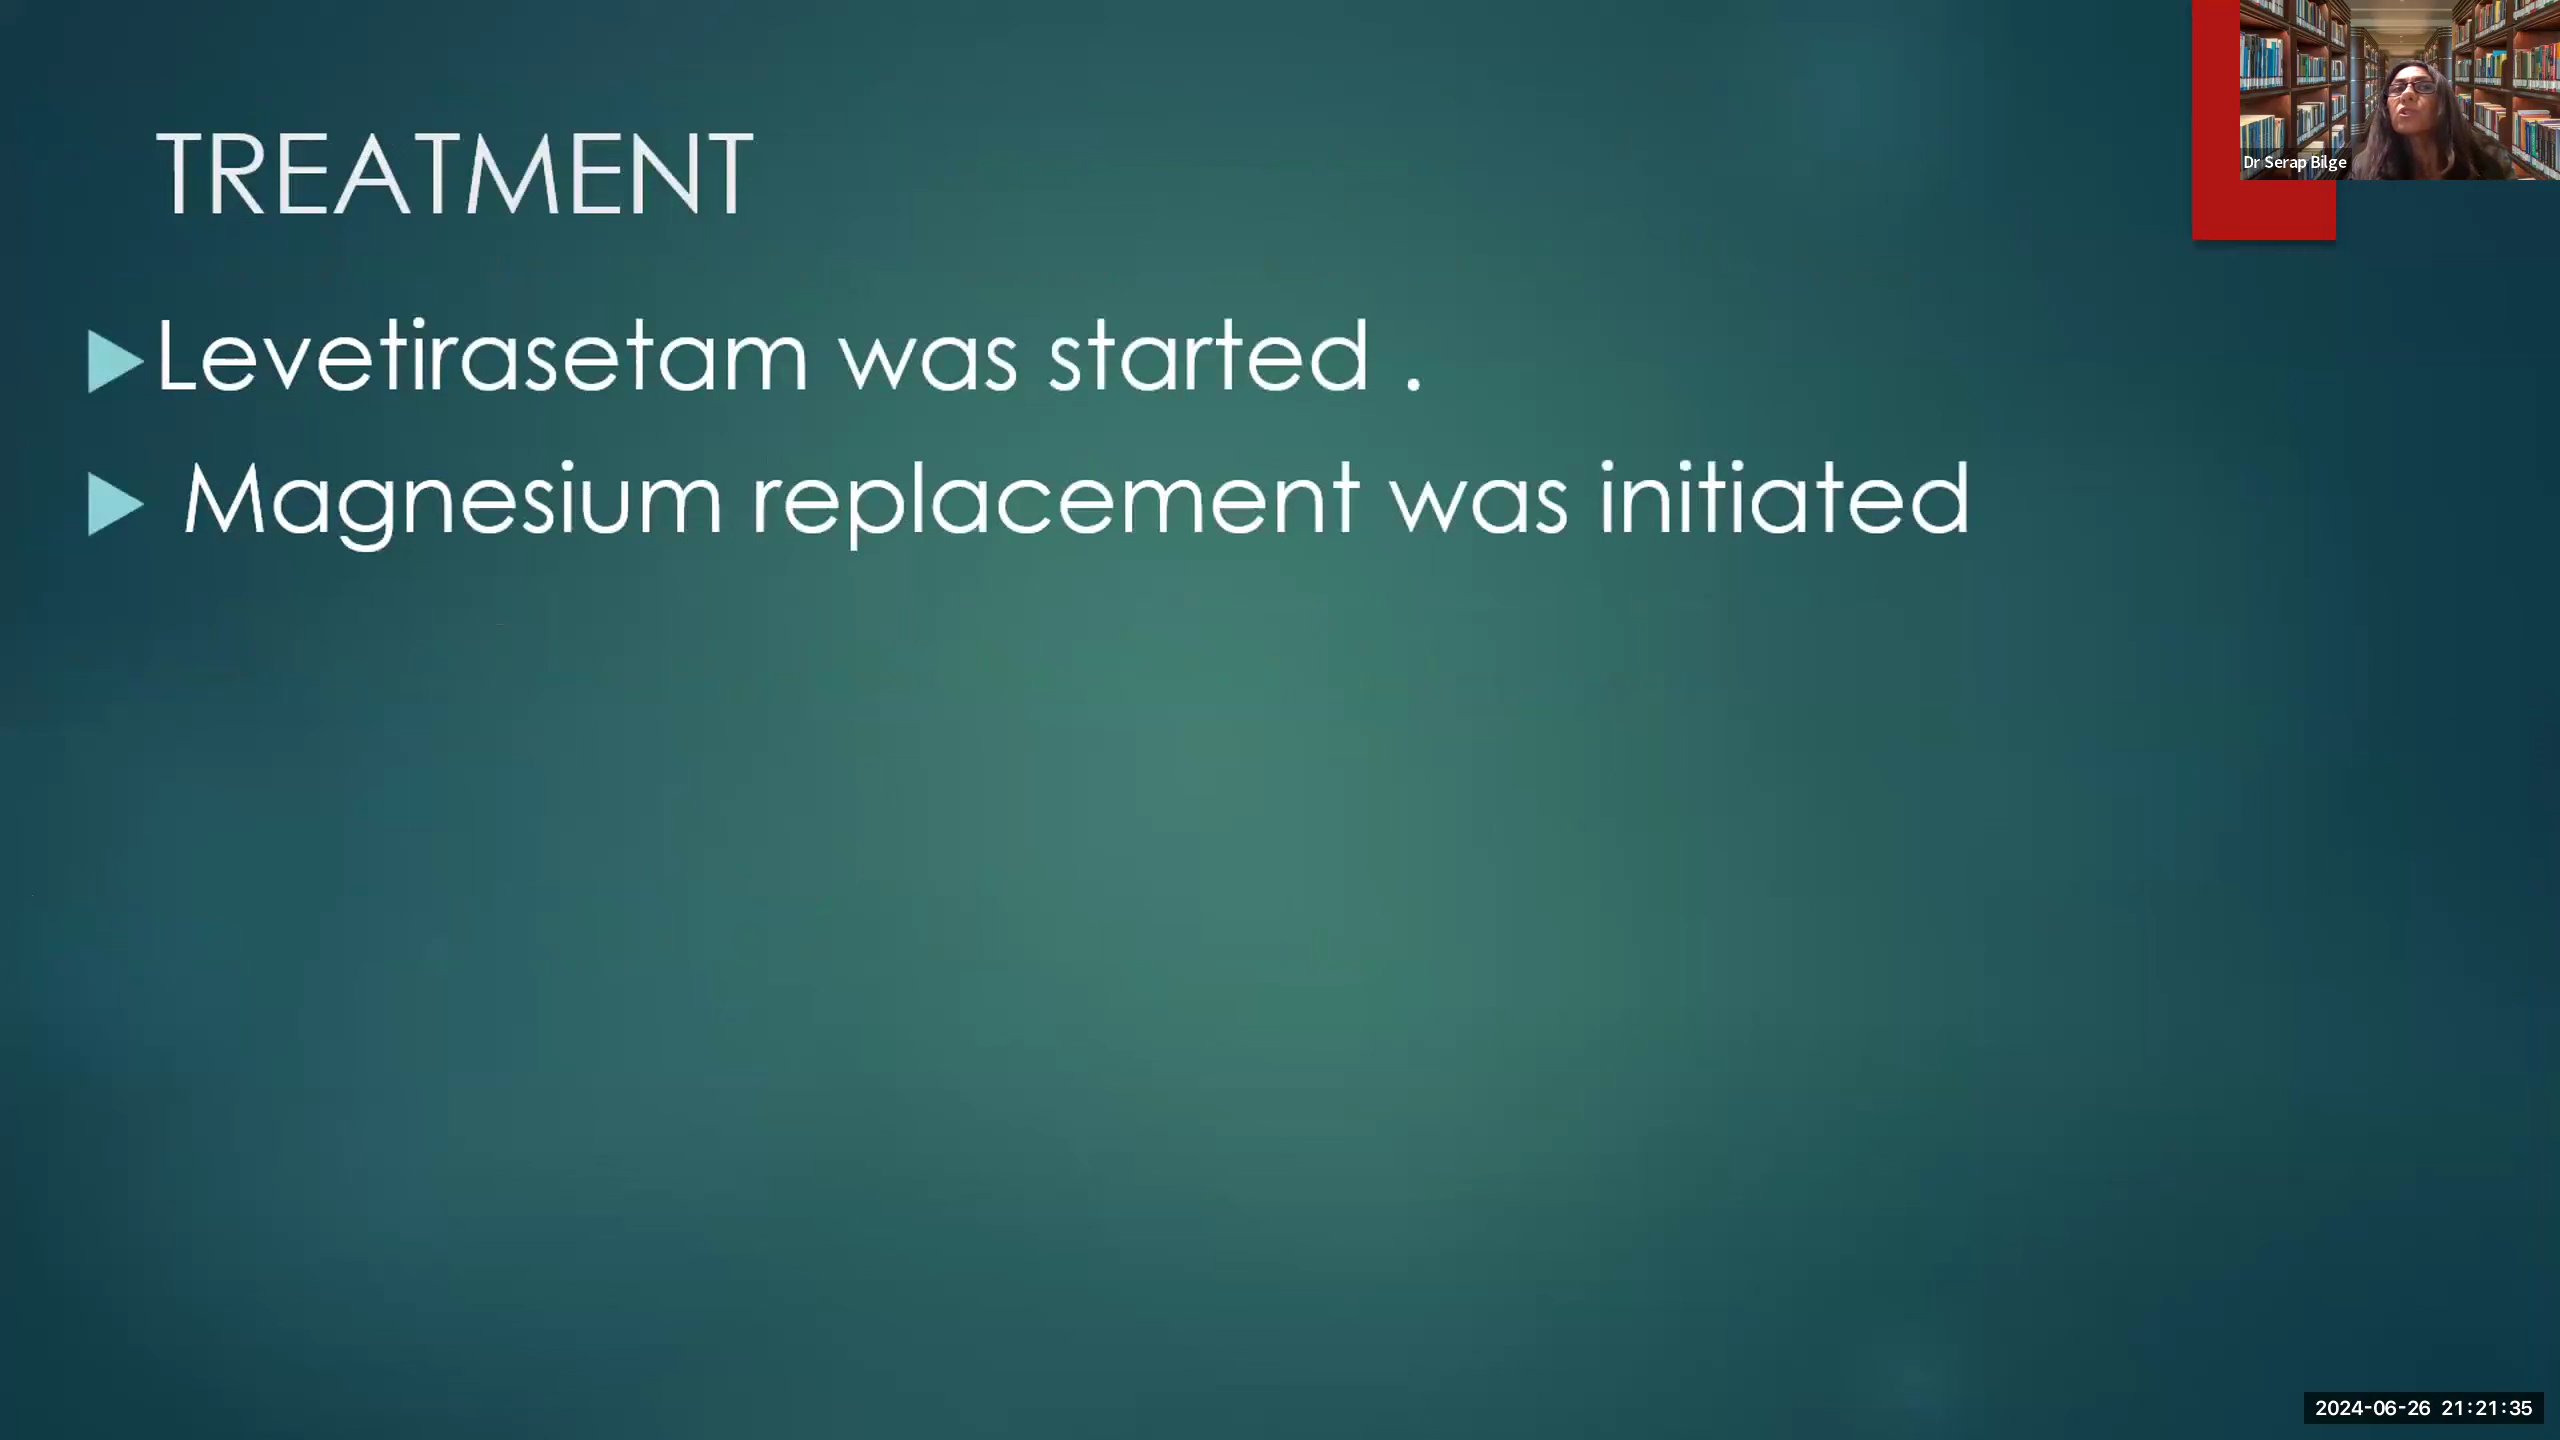 TREATMENT
Levetirasetam was started .
Magnesium replacement was initiated
Dr Serap Bilge
2024-06-26 21:21:35